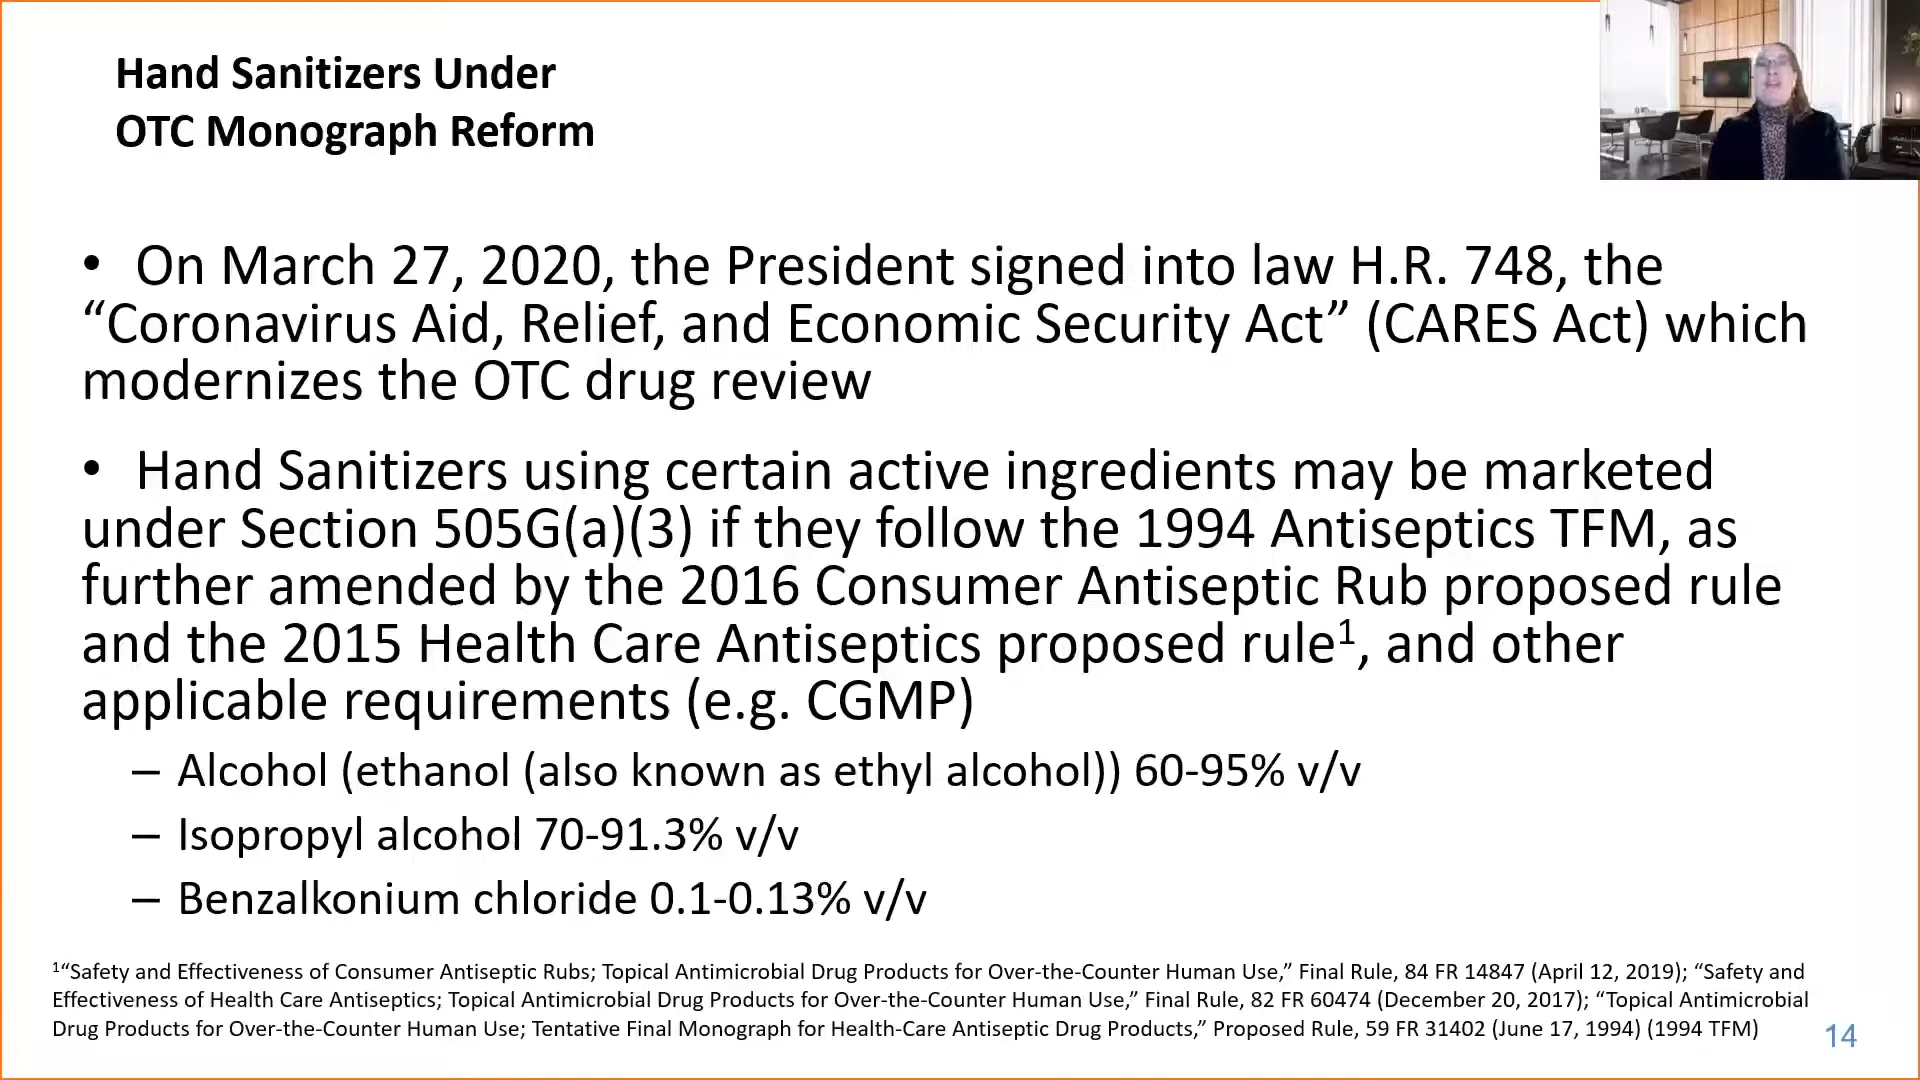 Hand Sanitizers Under
OTC Monograph Reform
• On March 27, 2020, the President signed into law H.R. 748, the
“Coronavirus Aid, Relief, and Economic Security Act” (CARES Act) which
modernizes the OTC drug review
• Hand Sanitizers using certain active ingredients may be marketed
under Section 505G(a)(3) if they follow the 1994 Antiseptics TFM, as
further amended by the 2016 Consumer Antiseptic Rub proposed rule
and the 2015 Health Care Antiseptics proposed rule¹, and other
applicable requirements (e.g. CGMP)
– Alcohol (ethanol (also known as ethyl alcohol)) 60-95% v/v
– Isopropyl alcohol 70-91.3% v/v
– Benzalkonium chloride 0.1-0.13% v/v
¹“Safety and Effectiveness of Consumer Antiseptic Rubs; Topical Antimicrobial Drug Products for Over-the-Counter Human Use,” Final Rule, 84 FR 14847 (April 12, 2019); “Safety and
Effectiveness of Health Care Antiseptics; Topical Antimicrobial Drug Products for Over-the-Counter Human Use,” Final Rule, 82 FR 60474 (December 20, 2017); “Topical Antimicrobial
Drug Products for Over-the-Counter Human Use; Tentative Final Monograph for Health-Care Antiseptic Drug Products,” Proposed Rule, 59 FR 31402 (June 17, 1994) (1994 TFM)
14